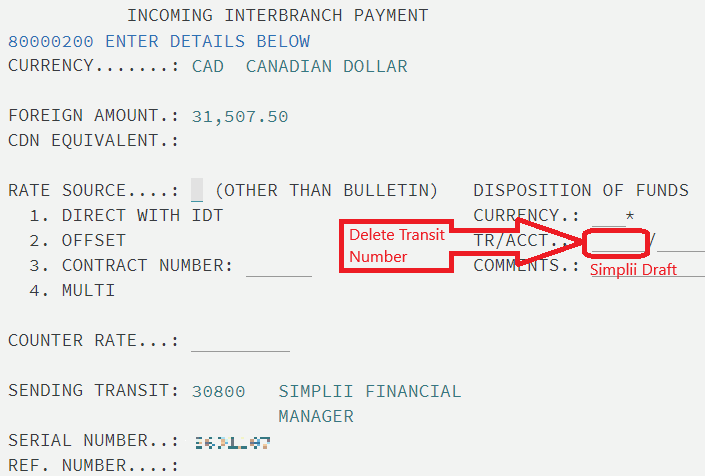 INCOMING INTERBRANCH PAYMENT
80000200 ENTER DETAILS BELOW
CURRENCY.......: CAD CANADIAN DOLLAR
FOREIGN AMOUNT.: 31,507.50
CDN EQUIVALENT.:
RATE SOURCE....: _ (OTHER THAN BULLETIN) DISPOSITION OF FUNDS
1. DIRECT WITH IDT CURRENCY.: ___*
2. OFFSET Delete Transit Number TR/ACCT..: _____/_____
3. CONTRACT NUMBER: ______ COMMENTS.: Simplii Draft
4. MULTI
COUNTER RATE...: _________
SENDING TRANSIT: 30800 SIMPLII FINANCIAL
MANAGER
SERIAL NUMBER..:
REF. NUMBER....: